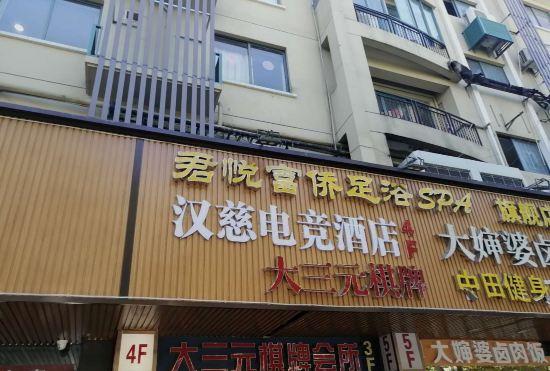 君悦富侨足浴SPA 旗舰店
汉慈电竞酒店 4F 大婶婆卤
大三元棋牌 中田健身
4F 大三元棋牌会所 3F 5F 大婶婆卤肉饭